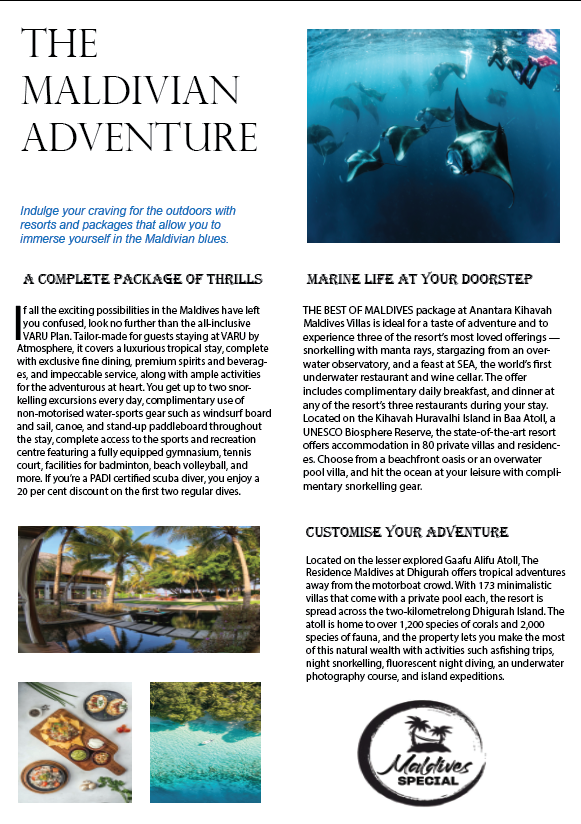 THE
MALDIVIAN
ADVENTURE
Indulge your craving for the outdoors with
resorts and packages that allow you to
immerse yourself in the Maldivian blues.
A COMPLETE PACKAGE OF THRILLS
If all the exciting possibilities in the Maldives have left
you confused, look no further than the all-inclusive
VARU Plan. Tailor-made for guests staying at VARU by
Atmosphere, it covers a luxurious tropical stay, complete
with exclusive fine dining, premium spirits and beverag-
es, and impeccable service, along with ample activities
for the adventurous at heart. You get up to two snor-
kelling excursions every day, complimentary use of
non-motorised water-sports gear such as windsurf board
and sail, canoe, and stand-up paddleboard throughout
the stay, complete access to the sports and recreation
centre featuring a fully equipped gymnasium, tennis
court, facilities for badminton, beach volleyball, and
more. If you're a PADI certified scuba diver, you enjoy a
20 per cent discount on the first two regular dives.
MARINE LIFE AT YOUR DOORSTEP
THE BEST OF MALDIVES package at Anantara Kihavah
Maldives Villas is ideal for a taste of adventure and to
experience three of the resort's most loved offerings —
snorkelling with manta rays, stargazing from an over-
water observatory, and a feast at SEA, the world's first
underwater restaurant and wine cellar. The offer
includes complimentary daily breakfast, and dinner at
any of the resort's three restaurants during your stay.
Located on the Kihavah Huravalhi Island in Baa Atoll, a
UNESCO Biosphere Reserve, the state-of-the-art resort
offers accommodation in 80 private villas and residenc-
es. Choose from a beachfront oasis or an overwater
pool villa, and hit the ocean at your leisure with compli-
mentary snorkelling gear.
CUSTOMISE YOUR ADVENTURE
Located on the lesser explored Gaafu Alifu Atoll, The
Residence Maldives at Dhigurah offers tropical adventures
away from the motorboat crowd. With 173 minimalistic
villas that come with a private pool each, the resort is
spread across the two-kilometrelong Dhigurah Island. The
atoll is home to over 1,200 species of corals and 2,000
species of fauna, and the property lets you make the most
of this natural wealth with activities such asfishing trips,
night snorkelling, fluorescent night diving, an underwater
photography course, and island expeditions.
Maldives
SPECIAL